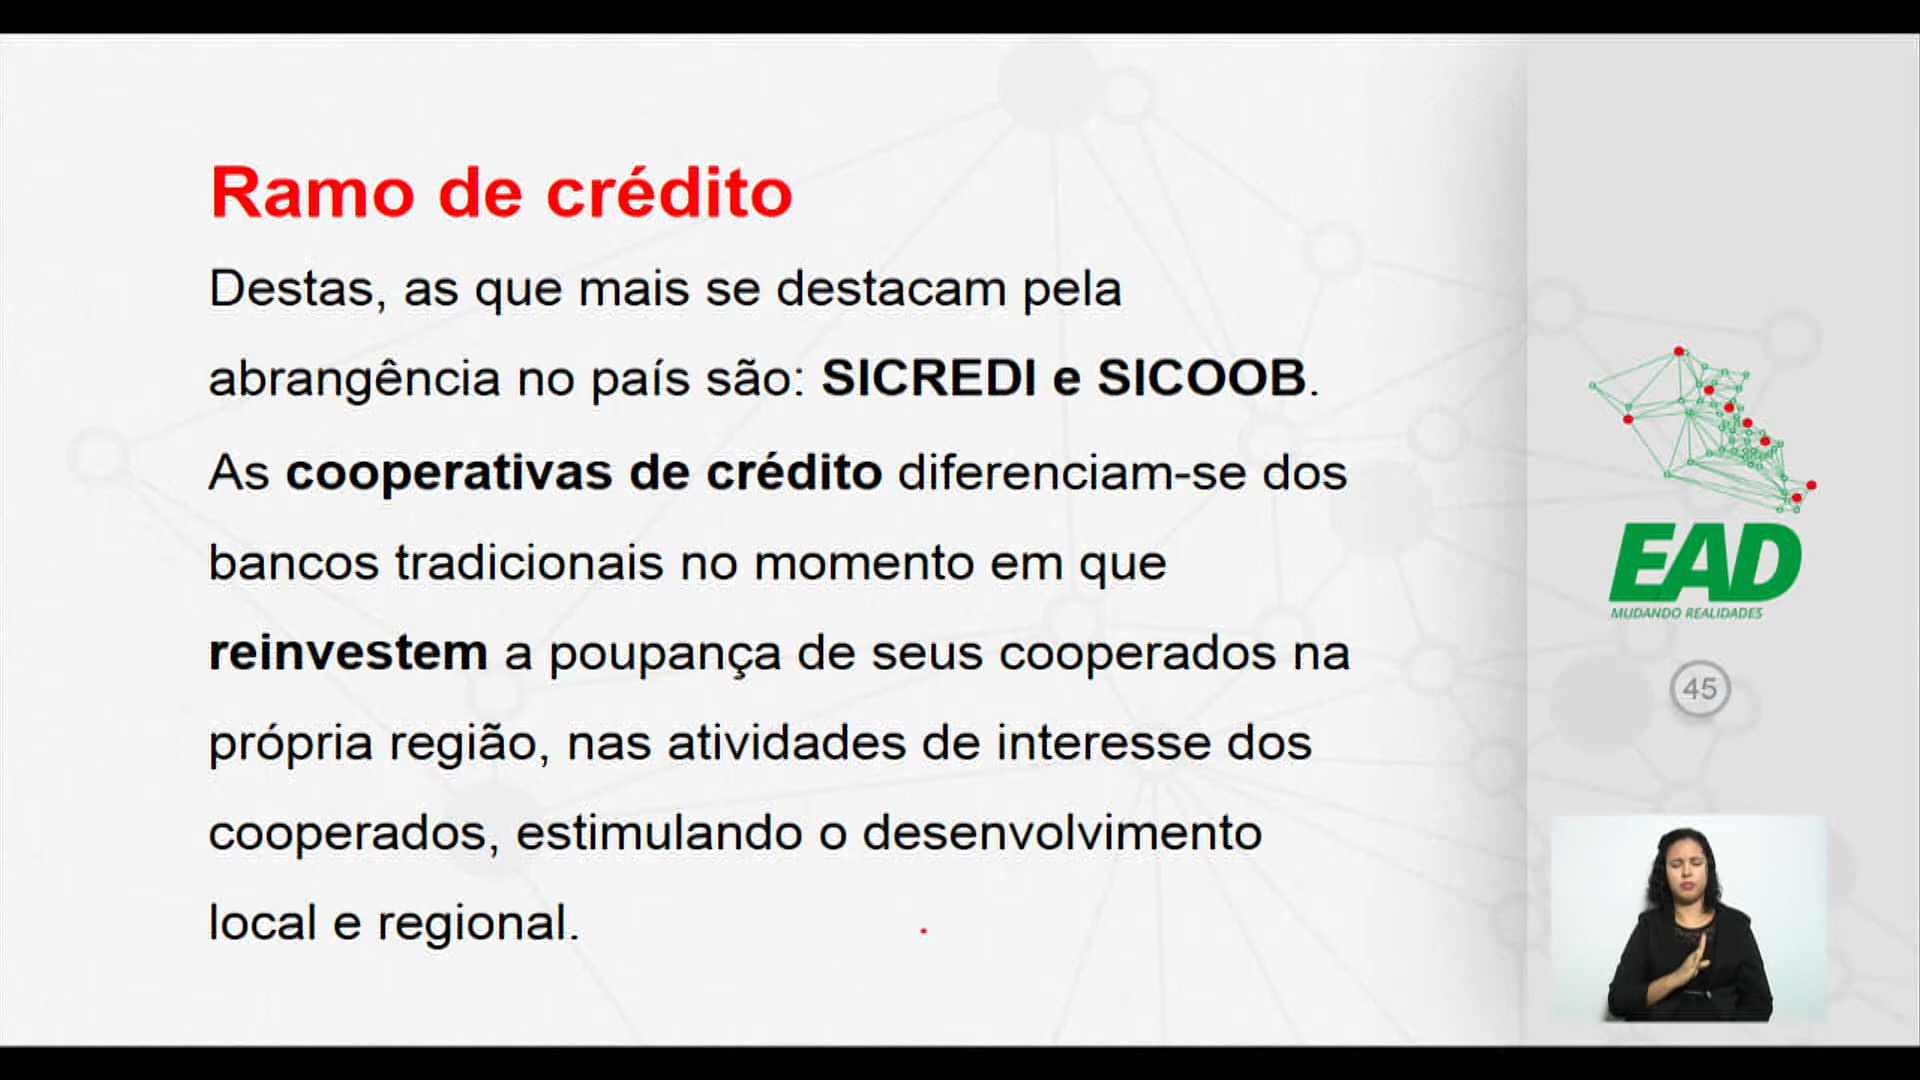 Ramo de crédito
Destas, as que mais se destacam pela
abrangência no país são: SICREDI e SICOOB.
As cooperativas de crédito diferenciam-se dos
bancos tradicionais no momento em que
reinvestem a poupança de seus cooperados na
própria região, nas atividades de interesse dos
cooperados, estimulando o desenvolvimento
local e regional.
EAD
MUDANDO REALIDADES
45